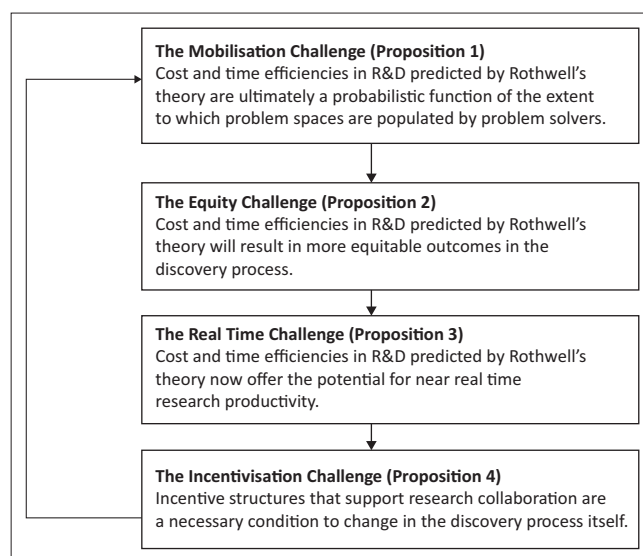 The Mobilisation Challenge (Proposition 1)
Cost and time efficiencies in R&D predicted by Rothwell's
theory are ultimately a probabilistic function of the extent
to which problem spaces are populated by problem solvers.
The Equity Challenge (Proposition 2)
Cost and time efficiencies in R&D predicted by Rothwell's
theory will result in more equitable outcomes in the
discovery process.
The Real Time Challenge (Proposition 3)
Cost and time efficiencies in R&D predicted by Rothwell's
theory now offer the potential for near real time
research productivity.
The Incentivisation Challenge (Proposition 4)
Incentive structures that support research collaboration are
a necessary condition to change in the discovery process itself.